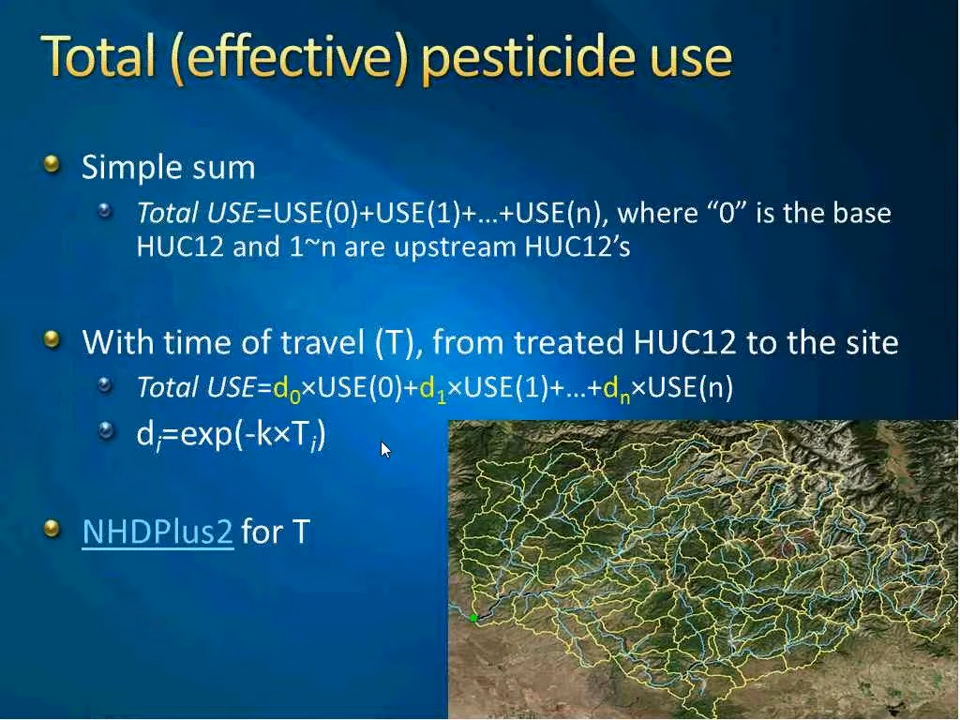 Total (effective) pesticide use
Simple sum
Total USE=USE(0)+USE(1)+...+USE(n), where “0” is the base
HUC12 and 1~n are upstream HUC12’s
With time of travel (T), from treated HUC12 to the site
Total USE=d₀×USE(0)+d₁×USE(1)+...+dₙ×USE(n)
dᵢ=exp(-k×Tᵢ)
NHDPlus2 for T